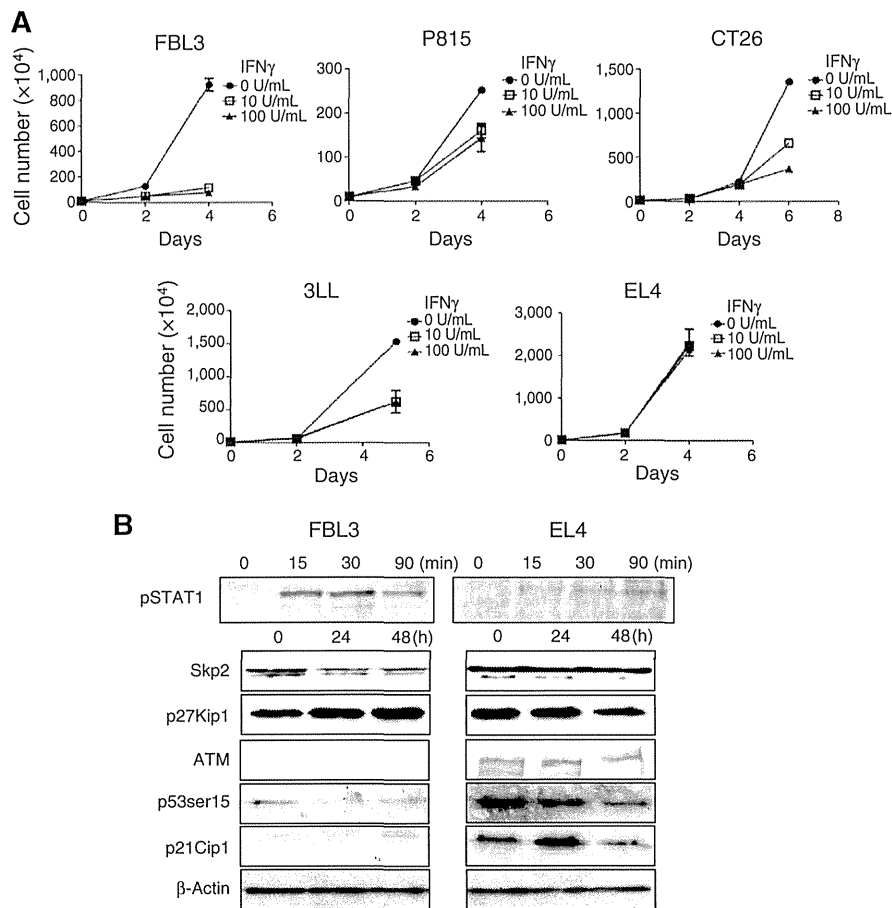 A
FBL3
Cell number (×10⁴)
1,000
800
600
400
200
0
0 2 4 6
Days
IFNγ
0 U/mL
10 U/mL
100 U/mL
P815
300
200
100
0
0 2 4 6
Days
IFNγ
0 U/mL
10 U/mL
100 U/mL
CT26
1,500
1,000
500
0
0 2 4 6 8
Days
IFNγ
0 U/mL
10 U/mL
100 U/mL
3LL
Cell number (×10⁴)
2,000
1,500
1,000
500
0
0 2 4 6
Days
IFNγ
0 U/mL
10 U/mL
100 U/mL
EL4
3,000
2,000
1,000
0
0 2 4 6
Days
IFNγ
0 U/mL
10 U/mL
100 U/mL
B
FBL3 EL4
0 15 30 90 (min) 0 15 30 90 (min)
pSTAT1
0 24 48(h) 0 24 48(h)
Skp2
p27Kip1
ATM
p53ser15
p21Cip1
β-Actin